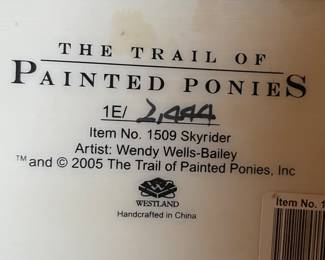 THE TRAIL OF
PAINTED PONIES
1E/ 2,444
Item No. 1509 Skyrider
Artist: Wendy Wells-Bailey
™ and © 2005 The Trail of Painted Ponies, Inc
WESTLAND
Handcrafted in China
Item No. 1